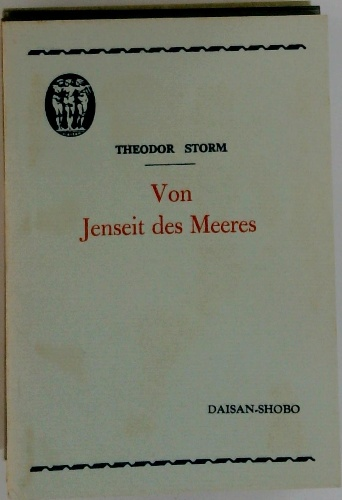 THEODOR STORM
Von
Jenseit des Meeres
DAISAN-SHOBO